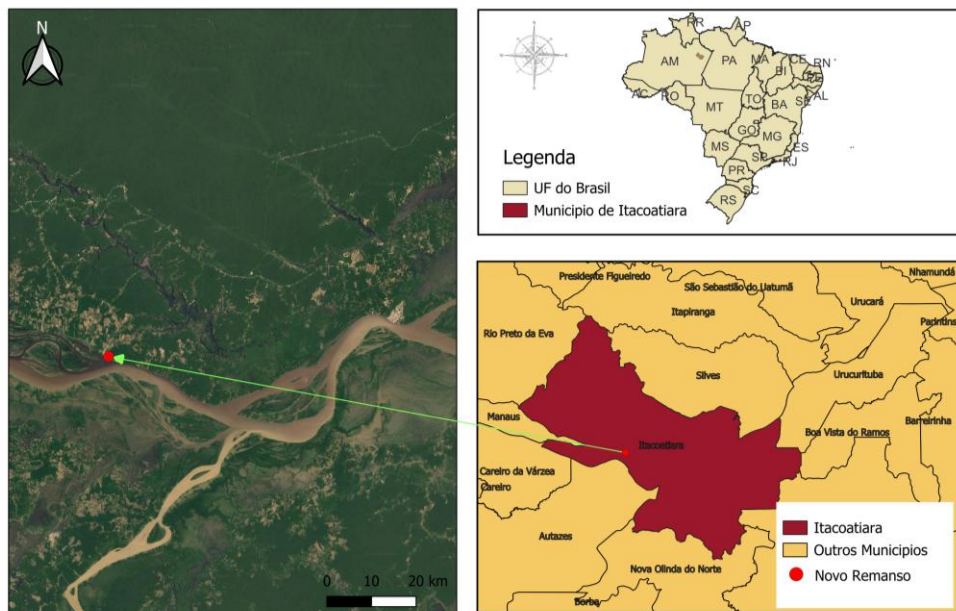 N
0 10 20 km
RR
AP
AM
PA
MA
CE
RN
PI
AC
RO
TO
SE
AL
MT
BA
GO
MG
MS
ES
SP
RJ
PR
SC
RS
Legenda
UF do Brasil
Municipio de Itacoatiara
Presidente Figueiredo
Nhamundá
São Sebastião do Uatumã
Urucará
Itapiranga
Parintins
Rio Preto da Eva
Silves
Urucurituba
Manaus
Barreirinha
Boa Vista do Ramos
Itacoatiara
Careiro da Várzea
Careiro
Autazes
Nova Olinda do Norte
Borba
Itacoatiara
Outros Municipios
Novo Remanso